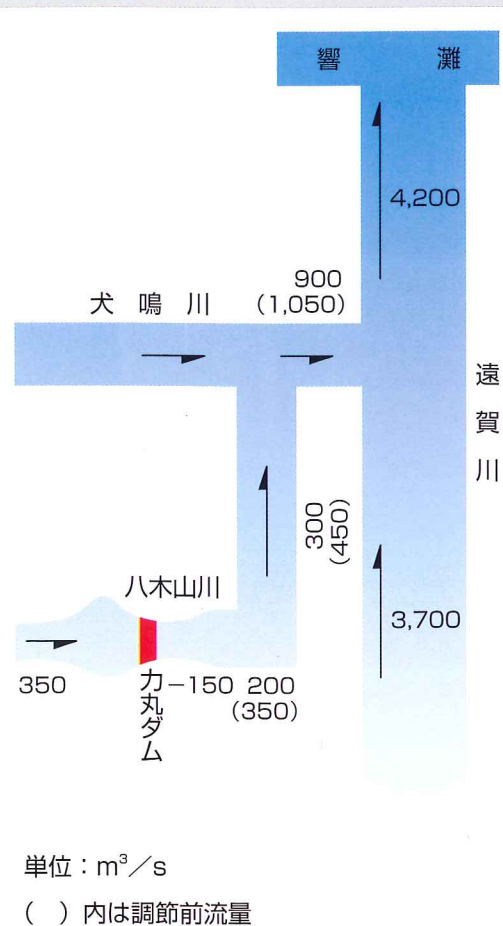 響 灘
4,200
900
(1,050)
犬 鳴 川
遠賀川
300
(450)
八木山川
3,700
350
力丸ダム
-150
200
(350)
単位：m³／s
（ ）内は調節前流量